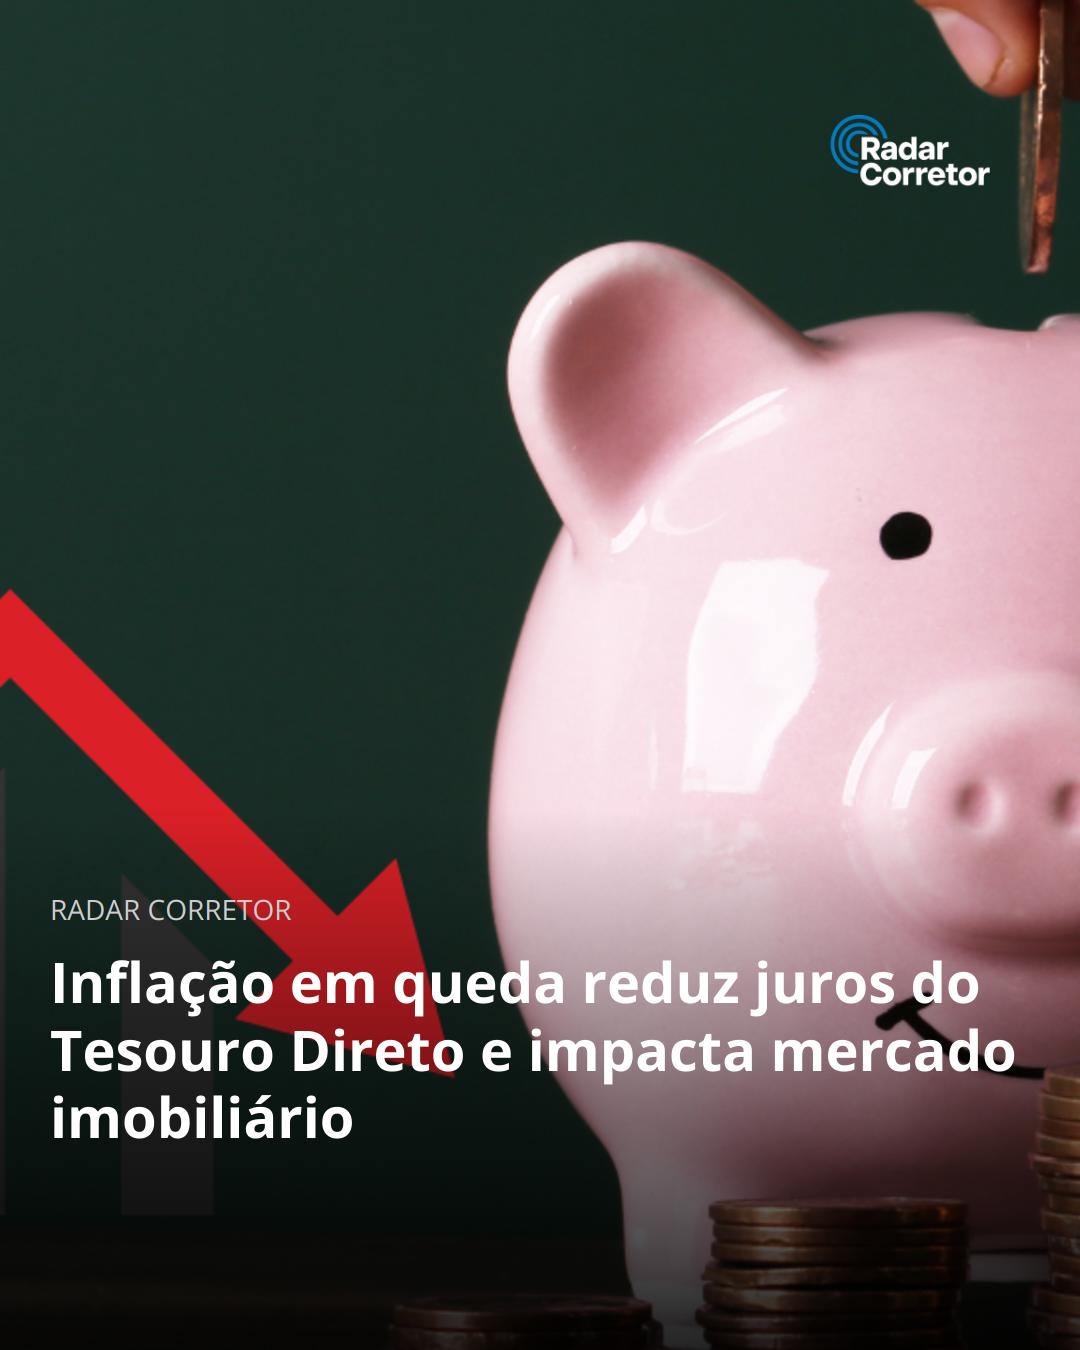 Radar
Corretor
RADAR CORRETOR
Inflação em queda reduz juros do
Tesouro Direto e impacta mercado
imobiliário